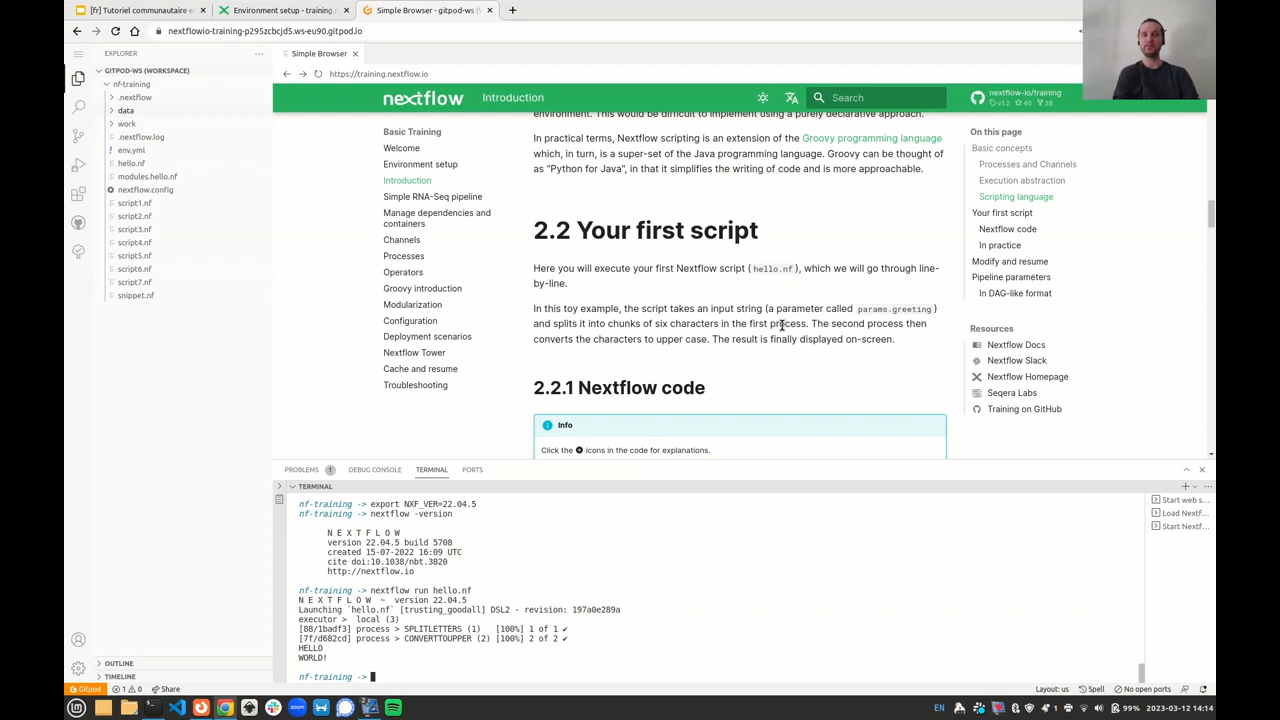 [fr] Tutoriel communautaire e
Environment setup - training.n
Simple Browser - gitpod-ws (W
nextflowio-training-p295zcbcjd5.ws-eu90.gitpod.io
EXPLORER
GITPOD-WS (WORKSPACE)
nf-training
.nextflow
data
work
.nextflow.log
env.yml
hello.nf
modules.hello.nf
nextflow.config
script1.nf
script2.nf
script3.nf
script4.nf
script5.nf
script6.nf
script7.nf
snippet.nf
OUTLINE
TIMELINE
Simple Browser
https://training.nextflow.io
nextflow
Introduction
Search
nextflow-io/training
v1.2 40 28
Basic Training
Welcome
Environment setup
Introduction
Simple RNA-Seq pipeline
Manage dependencies and
containers
Channels
Processes
Operators
Groovy introduction
Modularization
Configuration
Deployment scenarios
Nextflow Tower
Cache and resume
Troubleshooting
everything. This would be difficult to implement using a purely declarative approach.
In practical terms, Nextflow scripting is an extension of the Groovy programming language
which, in turn, is a super-set of the Java programming language. Groovy can be thought of
as "Python for Java", in that it simplifies the writing of code and is more approachable.
2.2 Your first script
Here you will execute your first Nextflow script ( hello.nf ), which we will go through line-
by-line.
In this toy example, the script takes an input string (a parameter called params.greeting )
and splits it into chunks of six characters in the first process. The second process then
converts the characters to upper case. The result is finally displayed on-screen.
2.2.1 Nextflow code
Info
Click the icons in the code for explanations.
On this page
Basic concepts
Processes and Channels
Execution abstraction
Scripting language
Your first script
Nextflow code
In practice
Modify and resume
Pipeline parameters
In DAG-like format
Resources
Nextflow Docs
Nextflow Slack
Nextflow Homepage
Seqera Labs
Training on GitHub
PROBLEMS 1 DEBUG CONSOLE TERMINAL PORTS
TERMINAL
nf-training -> export NXF_VER=22.04.5
nf-training -> nextflow -version
N E X T F L O W
version 22.04.5 build 5708
created 15-07-2022 16:09 UTC
cite doi:10.1038/nbt.3820
http://nextflow.io
nf-training -> nextflow run hello.nf
N E X T F L O W ~ version 22.04.5
Launching `hello.nf` [trusting_goodall] DSL2 - revision: 197a0e289a
executor > local (3)
[88/1badf3] process > SPLITLETTERS (1) [100%] 1 of 1 ✔
[7f/d682cd] process > CONVERTTOUPPER (2) [100%] 2 of 2 ✔
HELLO
WORLD!
nf-training ->
Start web s...
Load Nextf...
Start Nextf...
Gitpod 1 0 Share
Layout: us Spell No open ports
zoom
EN 1 99% 2023-03-12 14:14